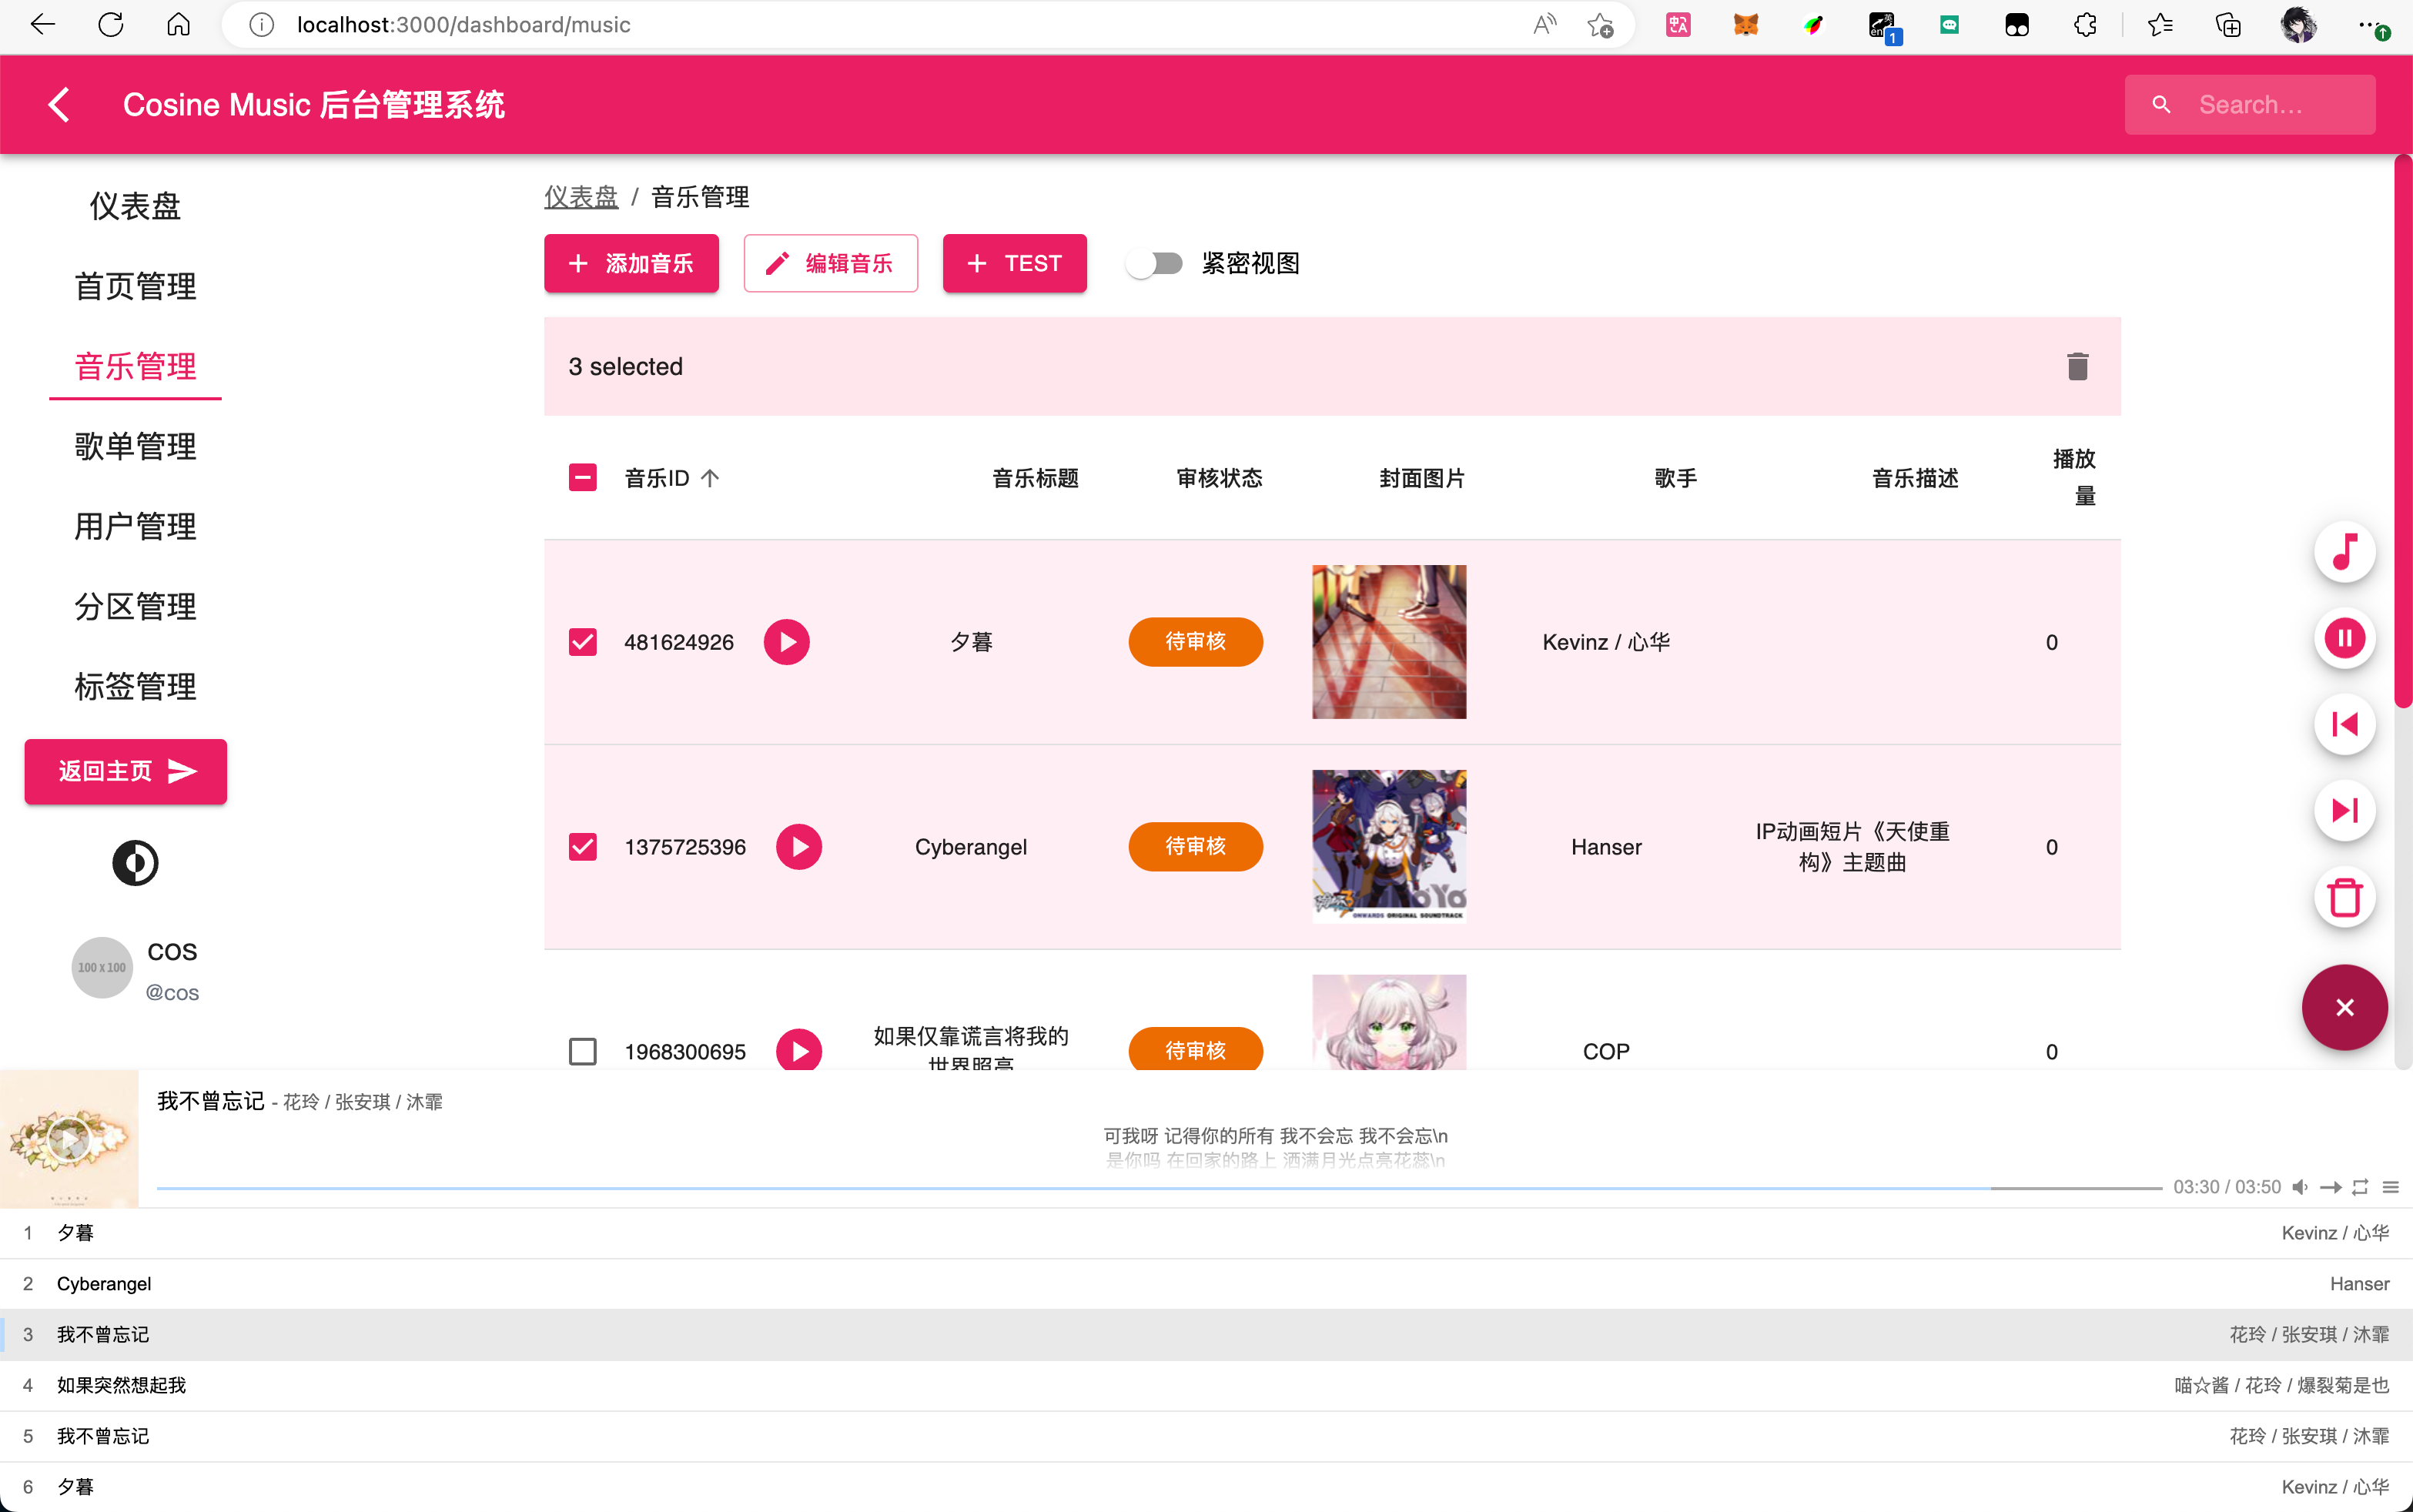 localhost:3000/dashboard/music
1
Cosine Music 后台管理系统
Search…
仪表盘
首页管理
音乐管理
歌单管理
用户管理
分区管理
标签管理
返回主页
100 x 100
COS
@cos
仪表盘 / 音乐管理
添加音乐
编辑音乐
TEST
紧密视图
3 selected
音乐ID 音乐标题 审核状态 封面图片 歌手 音乐描述 播放
量
481624926 夕暮 待审核 Kevinz / 心华 0
1375725396 Cyberangel 待审核 Hanser IP动画短片《天使重
构》主题曲 0
ONWARDS ORIGINAL SOUNDTRACK
1968300695 如果仅靠谎言将我的
世界照亮 待审核 COP 0
我不曾忘记 - 花玲 / 张安琪 / 沐霏
可我呀 记得你的所有 我不会忘 我不会忘\n
是你吗 在回家的路上 洒满月光点亮花蕊\n
03:30 / 03:50
1 夕暮 Kevinz / 心华
2 Cyberangel Hanser
3 我不曾忘记 花玲 / 张安琪 / 沐霏
4 如果突然想起我 喵☆酱 / 花玲 / 爆裂菊是也
5 我不曾忘记 花玲 / 张安琪 / 沐霏
6 夕暮 Kevinz / 心华